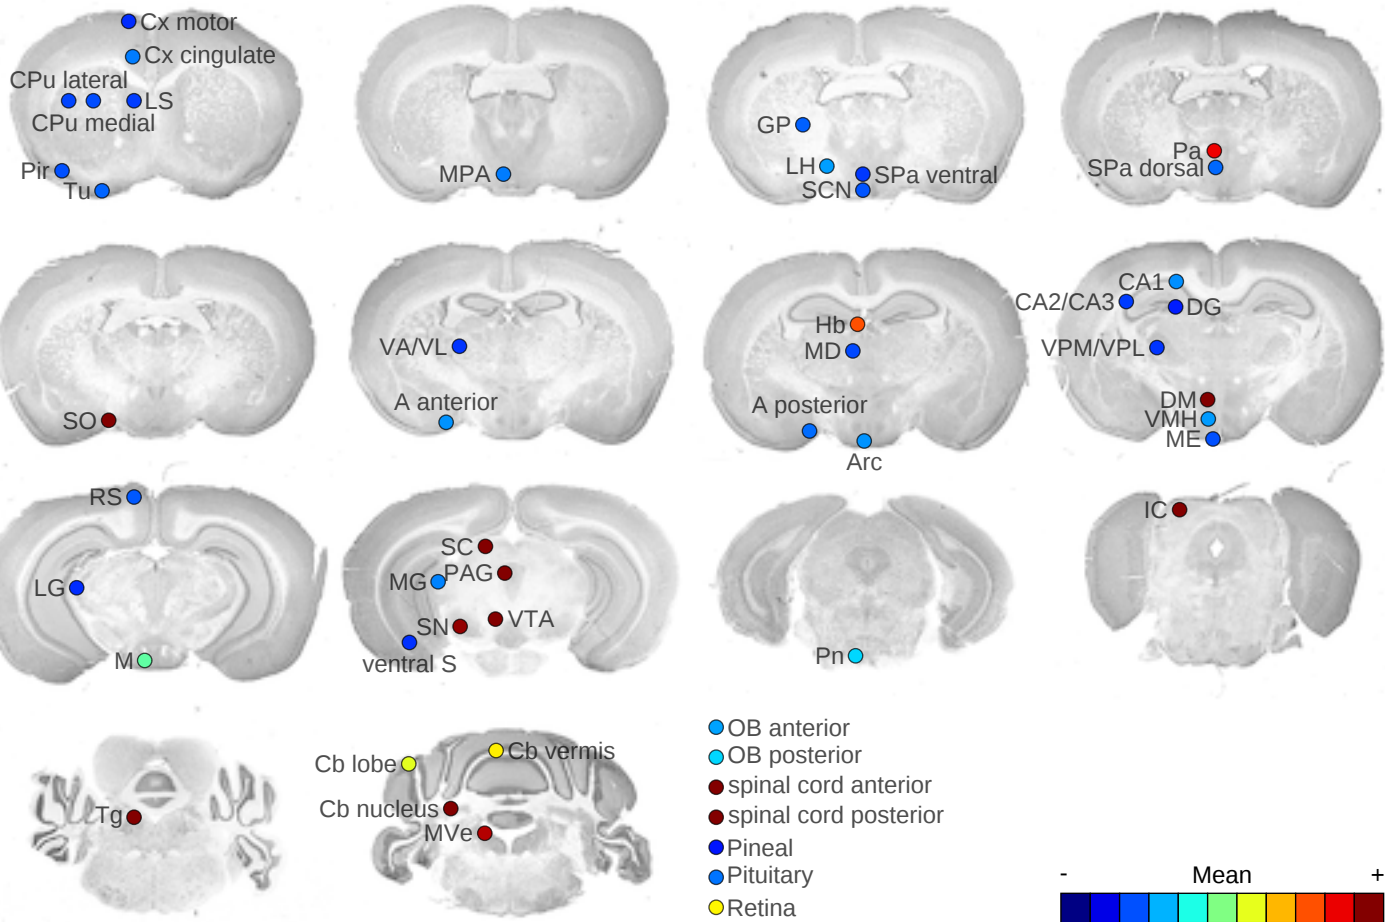 Cx motor
Cx cingulate
CPu lateral
LS
CPu medial
Pir
Tu
MPA
GP
LH
SPa ventral
SCN
Pa
SPa dorsal
SO
VA/VL
A anterior
Hb
MD
A posterior
Arc
CA1
CA2/CA3
DG
VPM/VPL
DM
VMH
ME
RS
LG
M
SC
MG
PAG
SN
VTA
ventral S
Pn
IC
Tg
Cb lobe
Cb vermis
Cb nucleus
MVe
OB anterior
OB posterior
spinal cord anterior
spinal cord posterior
Pineal
Pituitary
Retina
- Mean +